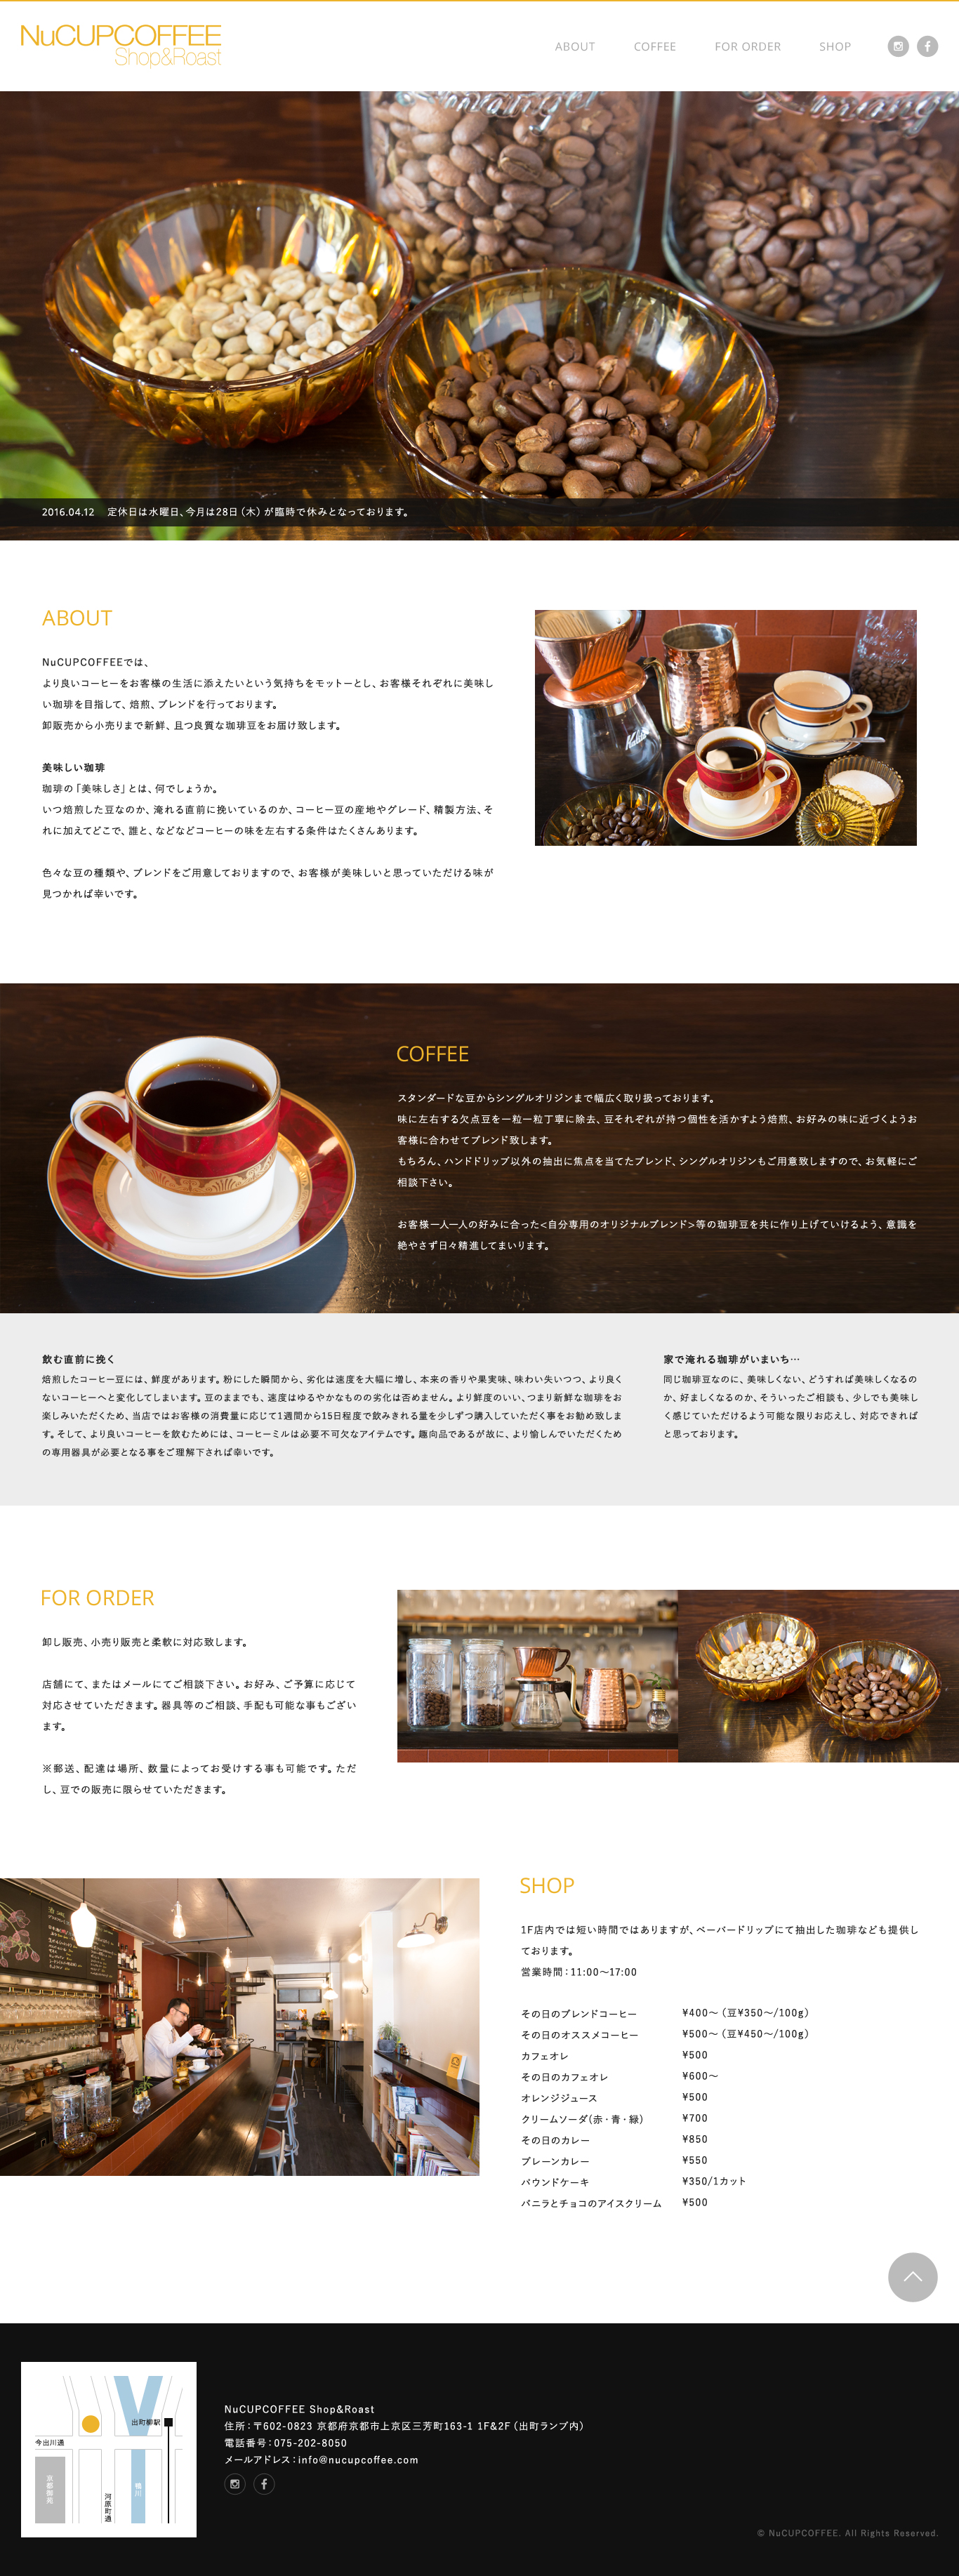 NuCUPCOFFEE
Shop&Roast
ABOUT
COFFEE
FOR ORDER
SHOP
2016.04.12 定休日は水曜日、今月は28日（木）が臨時で休みとなっております。
ABOUT
NuCUPCOFFEEでは、
より良いコーヒーをお客様の生活に添えたいという気持ちをモットーとし、お客様それぞれに美味し
い珈琲を目指して、焙煎、ブレンドを行っております。
卸販売から小売りまで新鮮、且つ良質な珈琲豆をお届け致します。
美味しい珈琲
珈琲の「美味しさ」とは、何でしょうか。
いつ焙煎した豆なのか、淹れる直前に挽いているのか、コーヒー豆の産地やグレード、精製方法、そ
れに加えてどこで、誰と、などなどコーヒーの味を左右する条件はたくさんあります。
色々な豆の種類や、ブレンドをご用意しておりますので、お客様が美味しいと思っていただける味が
見つかれば幸いです。
Kalita
COFFEE
スタンダードな豆からシングルオリジンまで幅広く取り扱っております。
味に左右する欠点豆を一粒一粒丁寧に除去、豆それぞれが持つ個性を活かすよう焙煎、お好みの味に近づくようお
客様に合わせてブレンド致します。
もちろん、ハンドドリップ以外の抽出に焦点を当てたブレンド、シングルオリジンもご用意致しますので、お気軽にご
相談下さい。
お客様一人一人の好みに合った<自分専用のオリジナルブレンド>等の珈琲豆を共に作り上げていけるよう、意識を
絶やさず日々精進してまいります。
飲む直前に挽く
焙煎したコーヒー豆には、鮮度があります。粉にした瞬間から、劣化は速度を大幅に増し、本来の香りや果実味、味わい失いつつ、より良く
ないコーヒーへと変化してしまいます。豆のままでも、速度はゆるやかなものの劣化は否めません。より鮮度のいい、つまり新鮮な珈琲をお
楽しみいただくため、当店ではお客様の消費量に応じて1週間から15日程度で飲みきれる量を少しずつ購入していただく事をお勧め致しま
す。そして、より良いコーヒーを飲むためには、コーヒーミルは必要不可欠なアイテムです。趣向品であるが故に、より愉しんでいただくため
の専用器具が必要となる事をご理解下されば幸いです。
家で淹れる珈琲がいまいち…
同じ珈琲豆なのに、美味しくない、どうすれば美味しくなるの
か、好ましくなるのか、そういったご相談も、少しでも美味し
く感じていただけるよう可能な限りお応えし、対応できれば
と思っております。
FOR ORDER
卸し販売、小売り販売と柔軟に対応致します。
店舗にて、またはメールにてご相談下さい。お好み、ご予算に応じて
対応させていただきます。器具等のご相談、手配も可能な事もござい
ます。
※郵送、配達は場所、数量によってお受けする事も可能です。ただ
し、豆での販売に限らせていただきます。
SHOP
1F店内では短い時間ではありますが、ペーパードリップにて抽出した珈琲なども提供し
ております。
営業時間：11:00〜17:00
その日のブレンドコーヒー ¥400〜（豆¥350〜/100g）
その日のオススメコーヒー ¥500〜（豆¥450〜/100g）
カフェオレ ¥500
その日のカフェオレ ¥600〜
オレンジジュース ¥500
クリームソーダ(赤・青・緑) ¥700
その日のカレー ¥850
プレーンカレー ¥550
パウンドケーキ ¥350/1カット
バニラとチョコのアイスクリーム ¥500
出町柳駅
今出川通
京都御苑
河原町通
鴨川
NuCUPCOFFEE Shop&Roast
住所：〒602-0823 京都府京都市上京区三芳町163-1 1F&2F（出町ランプ内）
電話番号：075-202-8050
メールアドレス：info@nucupcoffee.com
© NuCUPCOFFEE. All Rights Reserved.